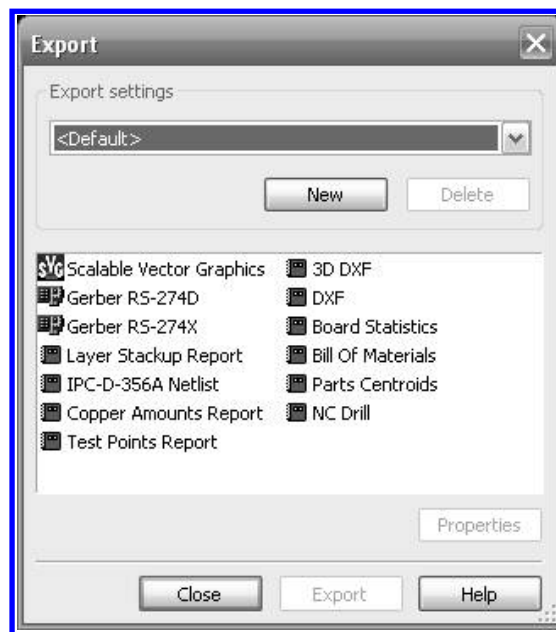 Export
Export settings
<Default>
New
Delete
SVG Scalable Vector Graphics
Gerber RS-274D
Gerber RS-274X
Layer Stackup Report
IPC-D-356A Netlist
Copper Amounts Report
Test Points Report
3D DXF
DXF
Board Statistics
Bill Of Materials
Parts Centroids
NC Drill
Properties
Close
Export
Help